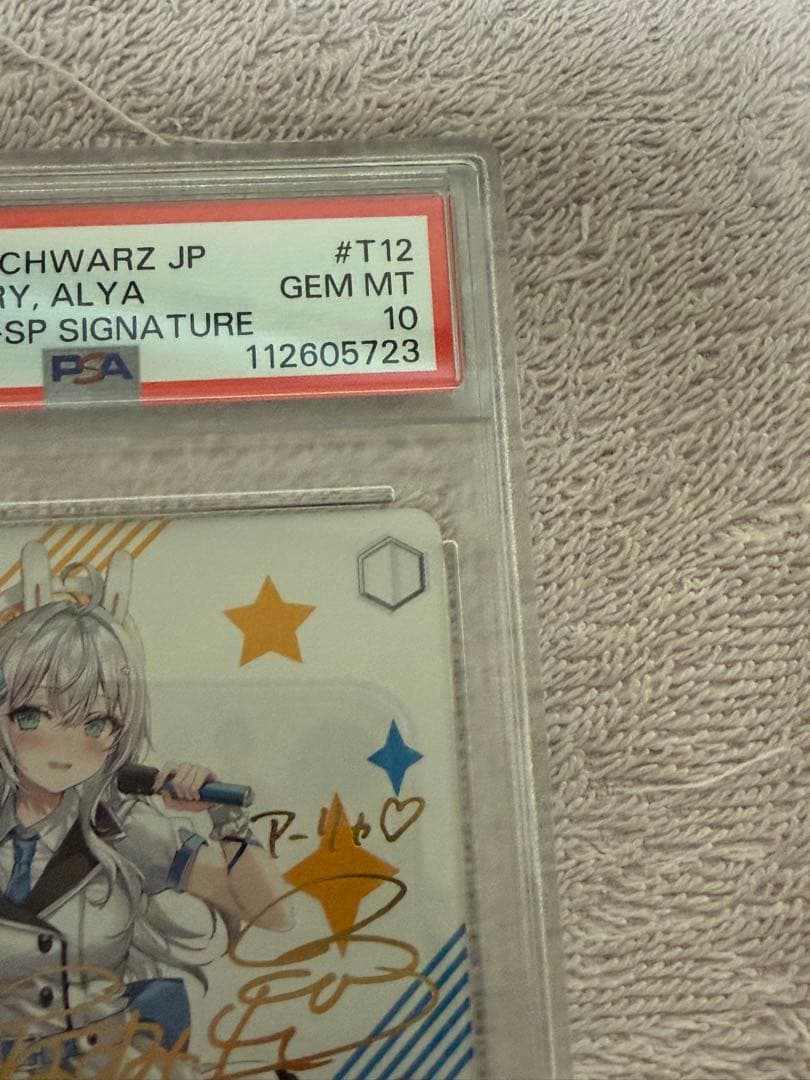 CHWARZ JP #T12
RY, ALYA GEM MT
-SP SIGNATURE 10
PSA 112605723
アーリャ♡